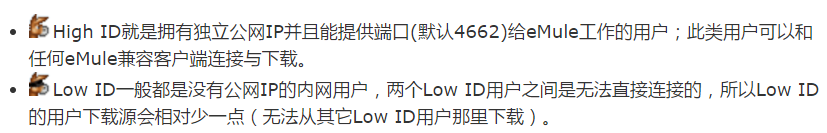 High ID就是拥有独立公网IP并且能提供端口(默认4662)给eMule工作的用户；此类用户可以和
任何eMule兼容客户端连接与下载。
Low ID一般都是没有公网IP的内网用户，两个Low ID用户之间是无法直接连接的，所以Low ID
的用户下载源会相对少一点（无法从其它Low ID用户那里下载）。